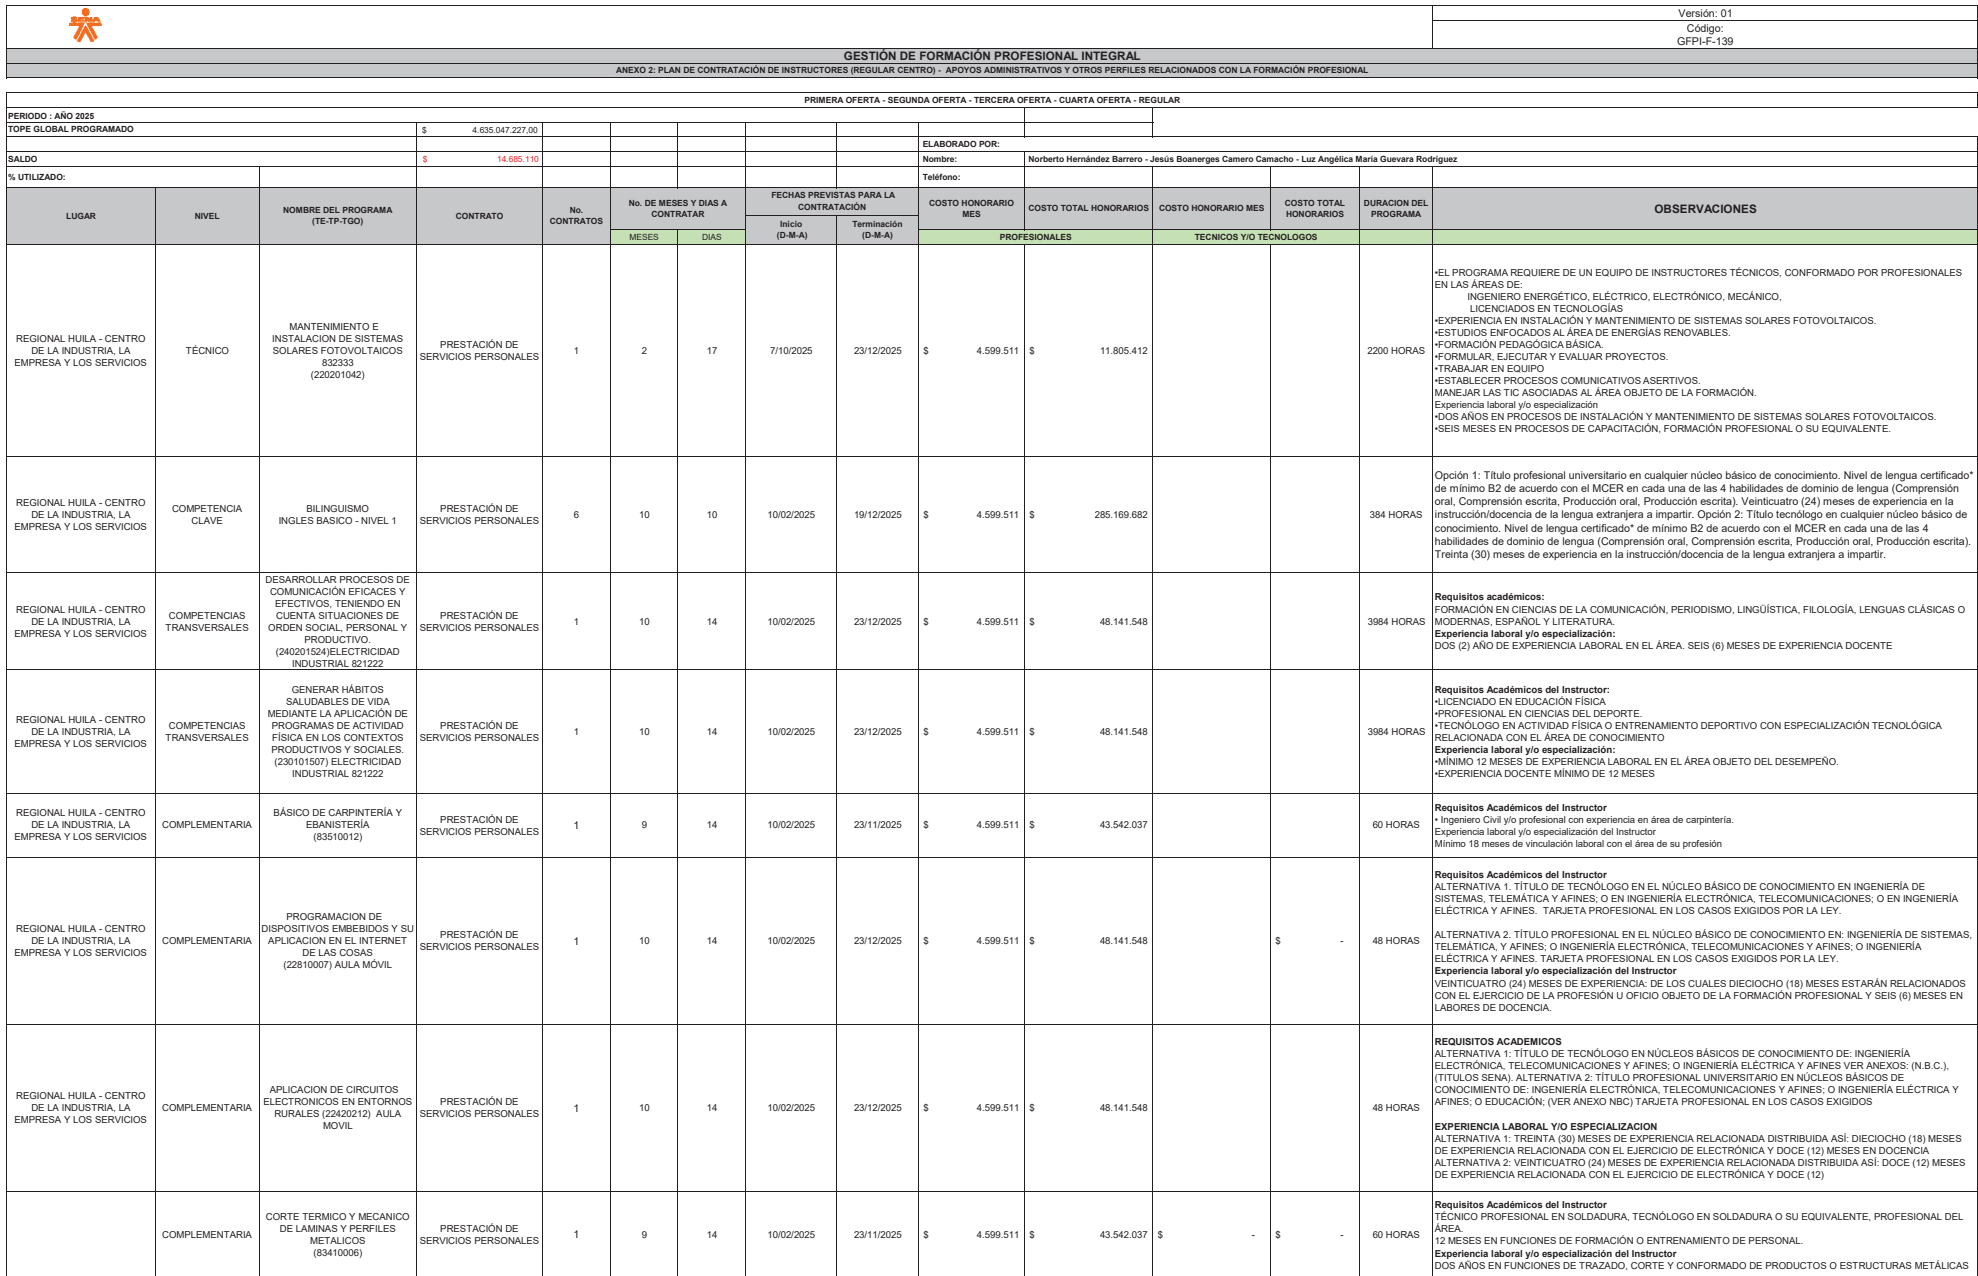 SENA
Versión: 01
Código:
GFPI-F-139
GESTIÓN DE FORMACIÓN PROFESIONAL INTEGRAL
ANEXO 2: PLAN DE CONTRATACIÓN DE INSTRUCTORES (REGULAR CENTRO) - APOYOS ADMINISTRATIVOS Y OTROS PERFILES RELACIONADOS CON LA FORMACIÓN PROFESIONAL
PRIMERA OFERTA - SEGUNDA OFERTA - TERCERA OFERTA - CUARTA OFERTA - REGULAR
PERIODO : AÑO 2025
TOPE GLOBAL PROGRAMADO $ 4.635.047.227,00
ELABORADO POR:
SALDO $ 14.685.110 Nombre: Norberto Hernández Barrero - Jesús Boanerges Camero Camacho - Luz Angélica María Guevara Rodríguez
% UTILIZADO: Teléfono:
LUGAR
NIVEL
NOMBRE DEL PROGRAMA
(TE-TP-TGO)
CONTRATO
No.
CONTRATOS
No. DE MESES Y DIAS A
CONTRATAR
MESES DIAS
FECHAS PREVISTAS PARA LA
CONTRATACIÓN
Inicio
(D-M-A)
Terminación
(D-M-A)
COSTO HONORARIO
MES
COSTO TOTAL HONORARIOS
PROFESIONALES
COSTO HONORARIO MES
COSTO TOTAL
HONORARIOS
TECNICOS Y/O TECNOLOGOS
DURACION DEL
PROGRAMA
OBSERVACIONES
REGIONAL HUILA - CENTRO
DE LA INDUSTRIA, LA
EMPRESA Y LOS SERVICIOS
TÉCNICO
MANTENIMIENTO E
INSTALACION DE SISTEMAS
SOLARES FOTOVOLTAICOS
832333
(220201042)
PRESTACIÓN DE
SERVICIOS PERSONALES
1
2
17
7/10/2025
23/12/2025
$ 4.599.511
$ 11.805.412
2200 HORAS
•EL PROGRAMA REQUIERE DE UN EQUIPO DE INSTRUCTORES TÉCNICOS, CONFORMADO POR PROFESIONALES
EN LAS ÁREAS DE:
INGENIERO ENERGÉTICO, ELÉCTRICO, ELECTRÓNICO, MECÁNICO,
LICENCIADOS EN TECNOLOGÍAS
•EXPERIENCIA EN INSTALACIÓN Y MANTENIMIENTO DE SISTEMAS SOLARES FOTOVOLTAICOS.
•ESTUDIOS ENFOCADOS AL ÁREA DE ENERGÍAS RENOVABLES.
•FORMACIÓN PEDAGÓGICA BÁSICA.
•FORMULAR, EJECUTAR Y EVALUAR PROYECTOS.
•TRABAJAR EN EQUIPO
•ESTABLECER PROCESOS COMUNICATIVOS ASERTIVOS.
MANEJAR LAS TIC ASOCIADAS AL ÁREA OBJETO DE LA FORMACIÓN.
Experiencia laboral y/o especialización
•DOS AÑOS EN PROCESOS DE INSTALACIÓN Y MANTENIMIENTO DE SISTEMAS SOLARES FOTOVOLTAICOS.
•SEIS MESES EN PROCESOS DE CAPACITACIÓN, FORMACIÓN PROFESIONAL O SU EQUIVALENTE.
REGIONAL HUILA - CENTRO
DE LA INDUSTRIA, LA
EMPRESA Y LOS SERVICIOS
COMPETENCIA
CLAVE
BILINGUISMO
INGLES BASICO - NIVEL 1
PRESTACIÓN DE
SERVICIOS PERSONALES
6
10
10
10/02/2025
19/12/2025
$ 4.599.511
$ 285.169.682
384 HORAS
Opción 1: Título profesional universitario en cualquier núcleo básico de conocimiento. Nivel de lengua certificado*
de mínimo B2 de acuerdo con el MCER en cada una de las 4 habilidades de dominio de lengua (Comprensión
oral, Comprensión escrita, Producción oral, Producción escrita). Veinticuatro (24) meses de experiencia en la
instrucción/docencia de la lengua extranjera a impartir. Opción 2: Título tecnólogo en cualquier núcleo básico de
conocimiento. Nivel de lengua certificado* de mínimo B2 de acuerdo con el MCER en cada una de las 4
habilidades de dominio de lengua (Comprensión oral, Comprensión escrita, Producción oral, Producción escrita).
Treinta (30) meses de experiencia en la instrucción/docencia de la lengua extranjera a impartir.
REGIONAL HUILA - CENTRO
DE LA INDUSTRIA, LA
EMPRESA Y LOS SERVICIOS
COMPETENCIAS
TRANSVERSALES
DESARROLLAR PROCESOS DE
COMUNICACIÓN EFICACES Y
EFECTIVOS, TENIENDO EN
CUENTA SITUACIONES DE
ORDEN SOCIAL, PERSONAL Y
PRODUCTIVO.
(240201524)ELECTRICIDAD
INDUSTRIAL 821222
PRESTACIÓN DE
SERVICIOS PERSONALES
1
10
14
10/02/2025
23/12/2025
$ 4.599.511
$ 48.141.548
3984 HORAS
Requisitos académicos:
FORMACIÓN EN CIENCIAS DE LA COMUNICACIÓN, PERIODISMO, LINGÜÍSTICA, FILOLOGÍA, LENGUAS CLÁSICAS O
MODERNAS, ESPAÑOL Y LITERATURA.
Experiencia laboral y/o especialización:
DOS (2) AÑO DE EXPERIENCIA LABORAL EN EL ÁREA. SEIS (6) MESES DE EXPERIENCIA DOCENTE
REGIONAL HUILA - CENTRO
DE LA INDUSTRIA, LA
EMPRESA Y LOS SERVICIOS
COMPETENCIAS
TRANSVERSALES
GENERAR HÁBITOS
SALUDABLES DE VIDA
MEDIANTE LA APLICACIÓN DE
PROGRAMAS DE ACTIVIDAD
FÍSICA EN LOS CONTEXTOS
PRODUCTIVOS Y SOCIALES.
(230101507) ELECTRICIDAD
INDUSTRIAL 821222
PRESTACIÓN DE
SERVICIOS PERSONALES
1
10
14
10/02/2025
23/12/2025
$ 4.599.511
$ 48.141.548
3984 HORAS
Requisitos Académicos del Instructor:
•LICENCIADO EN EDUCACIÓN FÍSICA
•PROFESIONAL EN CIENCIAS DEL DEPORTE.
•TECNÓLOGO EN ACTIVIDAD FÍSICA O ENTRENAMIENTO DEPORTIVO CON ESPECIALIZACIÓN TECNOLÓGICA
RELACIONADA CON EL ÁREA DE CONOCIMIENTO
Experiencia laboral y/o especialización:
•MÍNIMO 12 MESES DE EXPERIENCIA LABORAL EN EL ÁREA OBJETO DEL DESEMPEÑO.
•EXPERIENCIA DOCENTE MÍNIMO DE 12 MESES
REGIONAL HUILA - CENTRO
DE LA INDUSTRIA, LA
EMPRESA Y LOS SERVICIOS
COMPLEMENTARIA
BÁSICO DE CARPINTERÍA Y
EBANISTERÍA
(83510012)
PRESTACIÓN DE
SERVICIOS PERSONALES
1
9
14
10/02/2025
23/11/2025
$ 4.599.511
$ 43.542.037
60 HORAS
Requisitos Académicos del Instructor
• Ingeniero Civil y/o profesional con experiencia en área de carpintería.
Experiencia laboral y/o especialización del Instructor
Mínimo 18 meses de vinculación laboral con el área de su profesión
REGIONAL HUILA - CENTRO
DE LA INDUSTRIA, LA
EMPRESA Y LOS SERVICIOS
COMPLEMENTARIA
PROGRAMACION DE
DISPOSITIVOS EMBEBIDOS Y SU
APLICACION EN EL INTERNET
DE LAS COSAS
(22810007) AULA MÓVIL
PRESTACIÓN DE
SERVICIOS PERSONALES
1
10
14
10/02/2025
23/12/2025
$ 4.599.511
$ 48.141.548
$ -
48 HORAS
Requisitos Académicos del Instructor
ALTERNATIVA 1. TÍTULO DE TECNÓLOGO EN EL NÚCLEO BÁSICO DE CONOCIMIENTO EN INGENIERÍA DE
SISTEMAS, TELEMÁTICA Y AFINES; O EN INGENIERÍA ELECTRÓNICA, TELECOMUNICACIONES; O EN INGENIERÍA
ELÉCTRICA Y AFINES. TARJETA PROFESIONAL EN LOS CASOS EXIGIDOS POR LA LEY.
ALTERNATIVA 2. TÍTULO PROFESIONAL EN EL NÚCLEO BÁSICO DE CONOCIMIENTO EN: INGENIERÍA DE SISTEMAS,
TELEMÁTICA, Y AFINES; O INGENIERÍA ELECTRÓNICA, TELECOMUNICACIONES Y AFINES; O INGENIERÍA
ELÉCTRICA Y AFINES. TARJETA PROFESIONAL EN LOS CASOS EXIGIDOS POR LA LEY.
Experiencia laboral y/o especialización del Instructor
VEINTICUATRO (24) MESES DE EXPERIENCIA: DE LOS CUALES DIECIOCHO (18) MESES ESTARÁN RELACIONADOS
CON EL EJERCICIO DE LA PROFESIÓN U OFICIO OBJETO DE LA FORMACIÓN PROFESIONAL Y SEIS (6) MESES EN
LABORES DE DOCENCIA.
REGIONAL HUILA - CENTRO
DE LA INDUSTRIA, LA
EMPRESA Y LOS SERVICIOS
COMPLEMENTARIA
APLICACION DE CIRCUITOS
ELECTRONICOS EN ENTORNOS
RURALES (22420212) AULA
MOVIL
PRESTACIÓN DE
SERVICIOS PERSONALES
1
10
14
10/02/2025
23/12/2025
$ 4.599.511
$ 48.141.548
48 HORAS
REQUISITOS ACADEMICOS
ALTERNATIVA 1: TÍTULO DE TECNÓLOGO EN NÚCLEOS BÁSICOS DE CONOCIMIENTO DE: INGENIERÍA
ELECTRÓNICA, TELECOMUNICACIONES Y AFINES; O INGENIERÍA ELÉCTRICA Y AFINES VER ANEXOS: (N.B.C.),
(TITULOS SENA). ALTERNATIVA 2: TÍTULO PROFESIONAL UNIVERSITARIO EN NÚCLEOS BÁSICOS DE
CONOCIMIENTO DE: INGENIERÍA ELECTRÓNICA, TELECOMUNICACIONES Y AFINES; O INGENIERÍA ELÉCTRICA Y
AFINES; O EDUCACIÓN; (VER ANEXO NBC) TARJETA PROFESIONAL EN LOS CASOS EXIGIDOS
EXPERIENCIA LABORAL Y/O ESPECIALIZACION
ALTERNATIVA 1: TREINTA (30) MESES DE EXPERIENCIA RELACIONADA DISTRIBUIDA ASÍ: DIECIOCHO (18) MESES
DE EXPERIENCIA RELACIONADA CON EL EJERCICIO DE ELECTRÓNICA Y DOCE (12) MESES EN DOCENCIA
ALTERNATIVA 2: VEINTICUATRO (24) MESES DE EXPERIENCIA RELACIONADA DISTRIBUIDA ASÍ: DOCE (12) MESES
DE EXPERIENCIA RELACIONADA CON EL EJERCICIO DE ELECTRÓNICA Y DOCE (12)
COMPLEMENTARIA
CORTE TERMICO Y MECANICO
DE LAMINAS Y PERFILES
METALICOS
(83410006)
PRESTACIÓN DE
SERVICIOS PERSONALES
1
9
14
10/02/2025
23/11/2025
$ 4.599.511
$ 43.542.037
$ -
$ -
60 HORAS
Requisitos Académicos del Instructor
TÉCNICO PROFESIONAL EN SOLDADURA, TECNÓLOGO EN SOLDADURA O SU EQUIVALENTE, PROFESIONAL DEL
ÁREA.
12 MESES EN FUNCIONES DE FORMACIÓN O ENTRENAMIENTO DE PERSONAL.
Experiencia laboral y/o especialización del Instructor
DOS AÑOS EN FUNCIONES DE TRAZADO, CORTE Y CONFORMADO DE PRODUCTOS O ESTRUCTURAS METÁLICAS